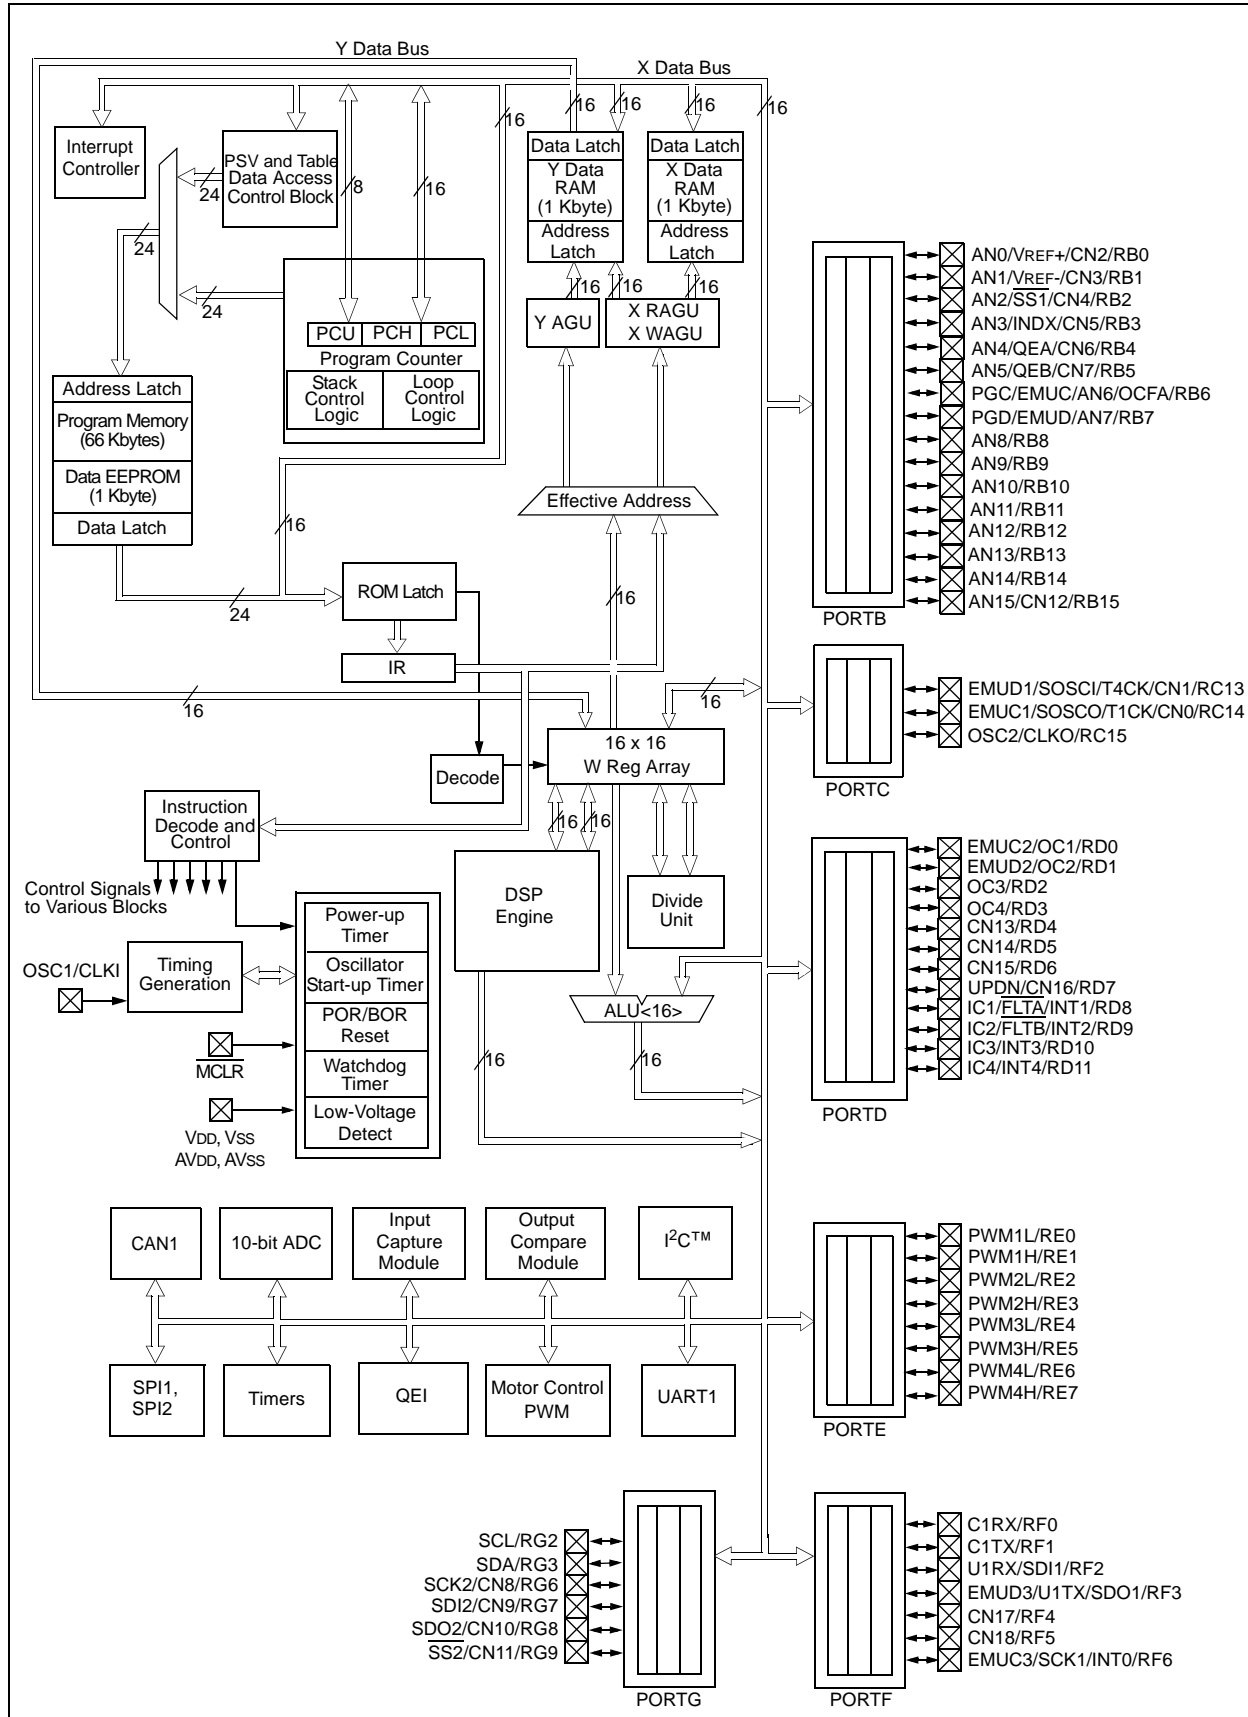 Y Data Bus
X Data Bus
16
16
16
16
16
Interrupt
Controller
PSV and Table
Data Access
Control Block
24
24
24
8
16
Data Latch
Y Data
RAM
(1 Kbyte)
Address
Latch
Data Latch
X Data
RAM
(1 Kbyte)
Address
Latch
16
16
16
Y AGU
X RAGU
X WAGU
PCU
PCH
PCL
Program Counter
Stack
Control
Logic
Loop
Control
Logic
Address Latch
Program Memory
(66 Kbytes)
Data EEPROM
(1 Kbyte)
Data Latch
Effective Address
16
24
ROM Latch
16
IR
16
16
16 x 16
W Reg Array
Decode
Instruction
Decode and
Control
16
16
Control Signals
to Various Blocks
DSP
Engine
Divide
Unit
Power-up
Timer
Oscillator
Start-up Timer
POR/BOR
Reset
Watchdog
Timer
Low-Voltage
Detect
OSC1/CLKI
Timing
Generation
MCLR
VDD, VSS
AVDD, AVSS
ALU<16>
16
16
CAN1
10-bit ADC
Input
Capture
Module
Output
Compare
Module
I²C™
SPI1,
SPI2
Timers
QEI
Motor Control
PWM
UART1
AN0/VREF+/CN2/RB0
AN1/VREF-/CN3/RB1
AN2/SS1/CN4/RB2
AN3/INDX/CN5/RB3
AN4/QEA/CN6/RB4
AN5/QEB/CN7/RB5
PGC/EMUC/AN6/OCFA/RB6
PGD/EMUD/AN7/RB7
AN8/RB8
AN9/RB9
AN10/RB10
AN11/RB11
AN12/RB12
AN13/RB13
AN14/RB14
AN15/CN12/RB15
PORTB
EMUD1/SOSCI/T4CK/CN1/RC13
EMUC1/SOSCO/T1CK/CN0/RC14
OSC2/CLKO/RC15
PORTC
EMUC2/OC1/RD0
EMUD2/OC2/RD1
OC3/RD2
OC4/RD3
CN13/RD4
CN14/RD5
CN15/RD6
UPDN/CN16/RD7
IC1/FLTA/INT1/RD8
IC2/FLTB/INT2/RD9
IC3/INT3/RD10
IC4/INT4/RD11
PORTD
PWM1L/RE0
PWM1H/RE1
PWM2L/RE2
PWM2H/RE3
PWM3L/RE4
PWM3H/RE5
PWM4L/RE6
PWM4H/RE7
PORTE
SCL/RG2
SDA/RG3
SCK2/CN8/RG6
SDI2/CN9/RG7
SDO2/CN10/RG8
SS2/CN11/RG9
PORTG
C1RX/RF0
C1TX/RF1
U1RX/SDI1/RF2
EMUD3/U1TX/SDO1/RF3
CN17/RF4
CN18/RF5
EMUC3/SCK1/INT0/RF6
PORTF